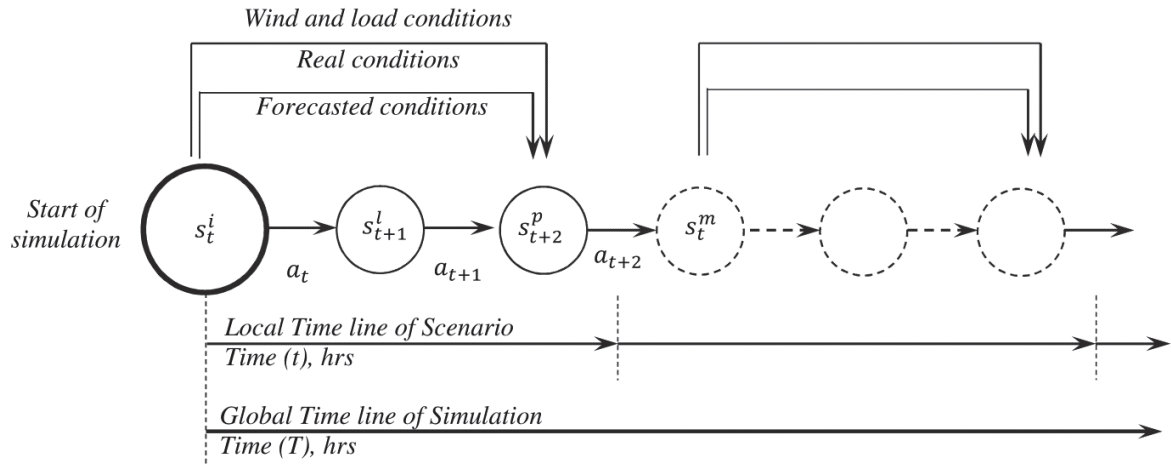 Wind and load conditions
Real conditions
Forecasted conditions
Start of
simulation
s_t^i
s_{t+1}^l
s_{t+2}^p
s_t^m
a_t
a_{t+1}
a_{t+2}
Local Time line of Scenario
Time (t), hrs
Global Time line of Simulation
Time (T), hrs